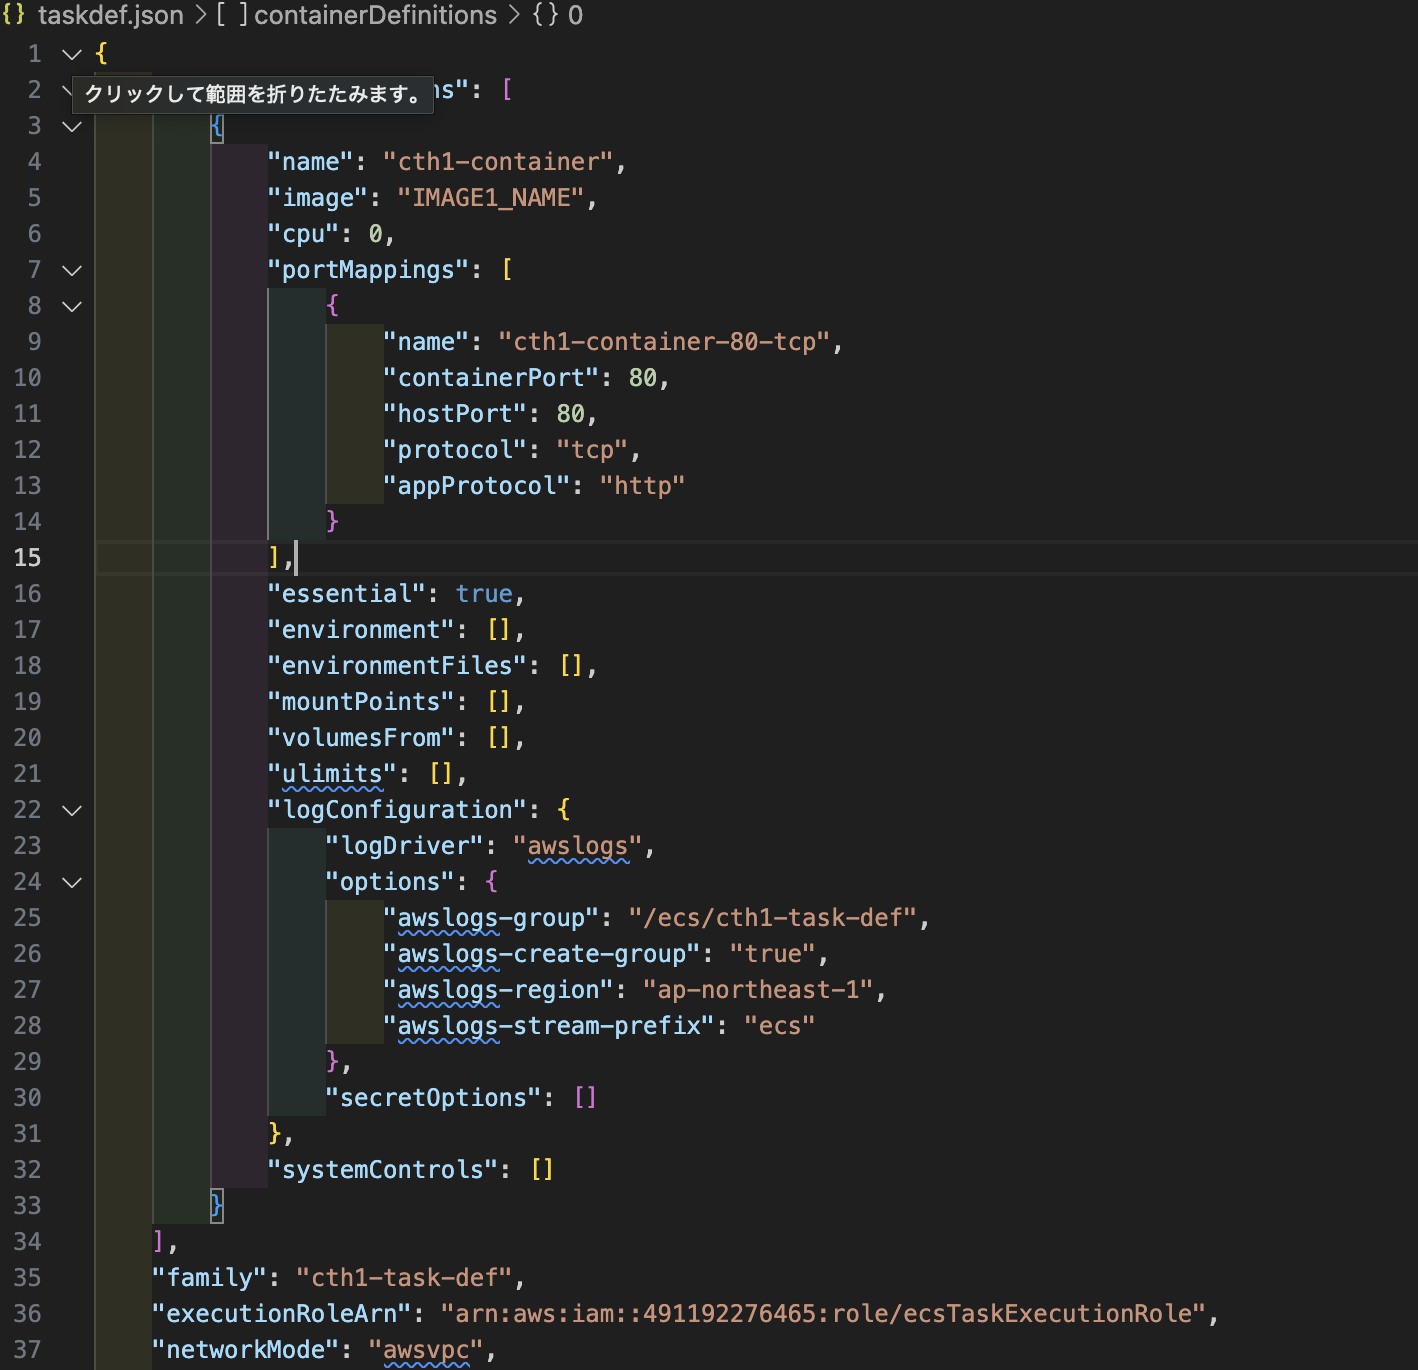 {} taskdef.json > [ ] containerDefinitions > {} 0
1 {
2 クリックして範囲を折りたたみます。 ns": [
3 {
4 "name": "cth1-container",
5 "image": "IMAGE1_NAME",
6 "cpu": 0,
7 "portMappings": [
8 {
9 "name": "cth1-container-80-tcp",
10 "containerPort": 80,
11 "hostPort": 80,
12 "protocol": "tcp",
13 "appProtocol": "http"
14 }
15 ],
16 "essential": true,
17 "environment": [],
18 "environmentFiles": [],
19 "mountPoints": [],
20 "volumesFrom": [],
21 "ulimits": [],
22 "logConfiguration": {
23 "logDriver": "awslogs",
24 "options": {
25 "awslogs-group": "/ecs/cth1-task-def",
26 "awslogs-create-group": "true",
27 "awslogs-region": "ap-northeast-1",
28 "awslogs-stream-prefix": "ecs"
29 },
30 "secretOptions": []
31 },
32 "systemControls": []
33 }
34 ],
35 "family": "cth1-task-def",
36 "executionRoleArn": "arn:aws:iam::491192276465:role/ecsTaskExecutionRole",
37 "networkMode": "awsvpc",